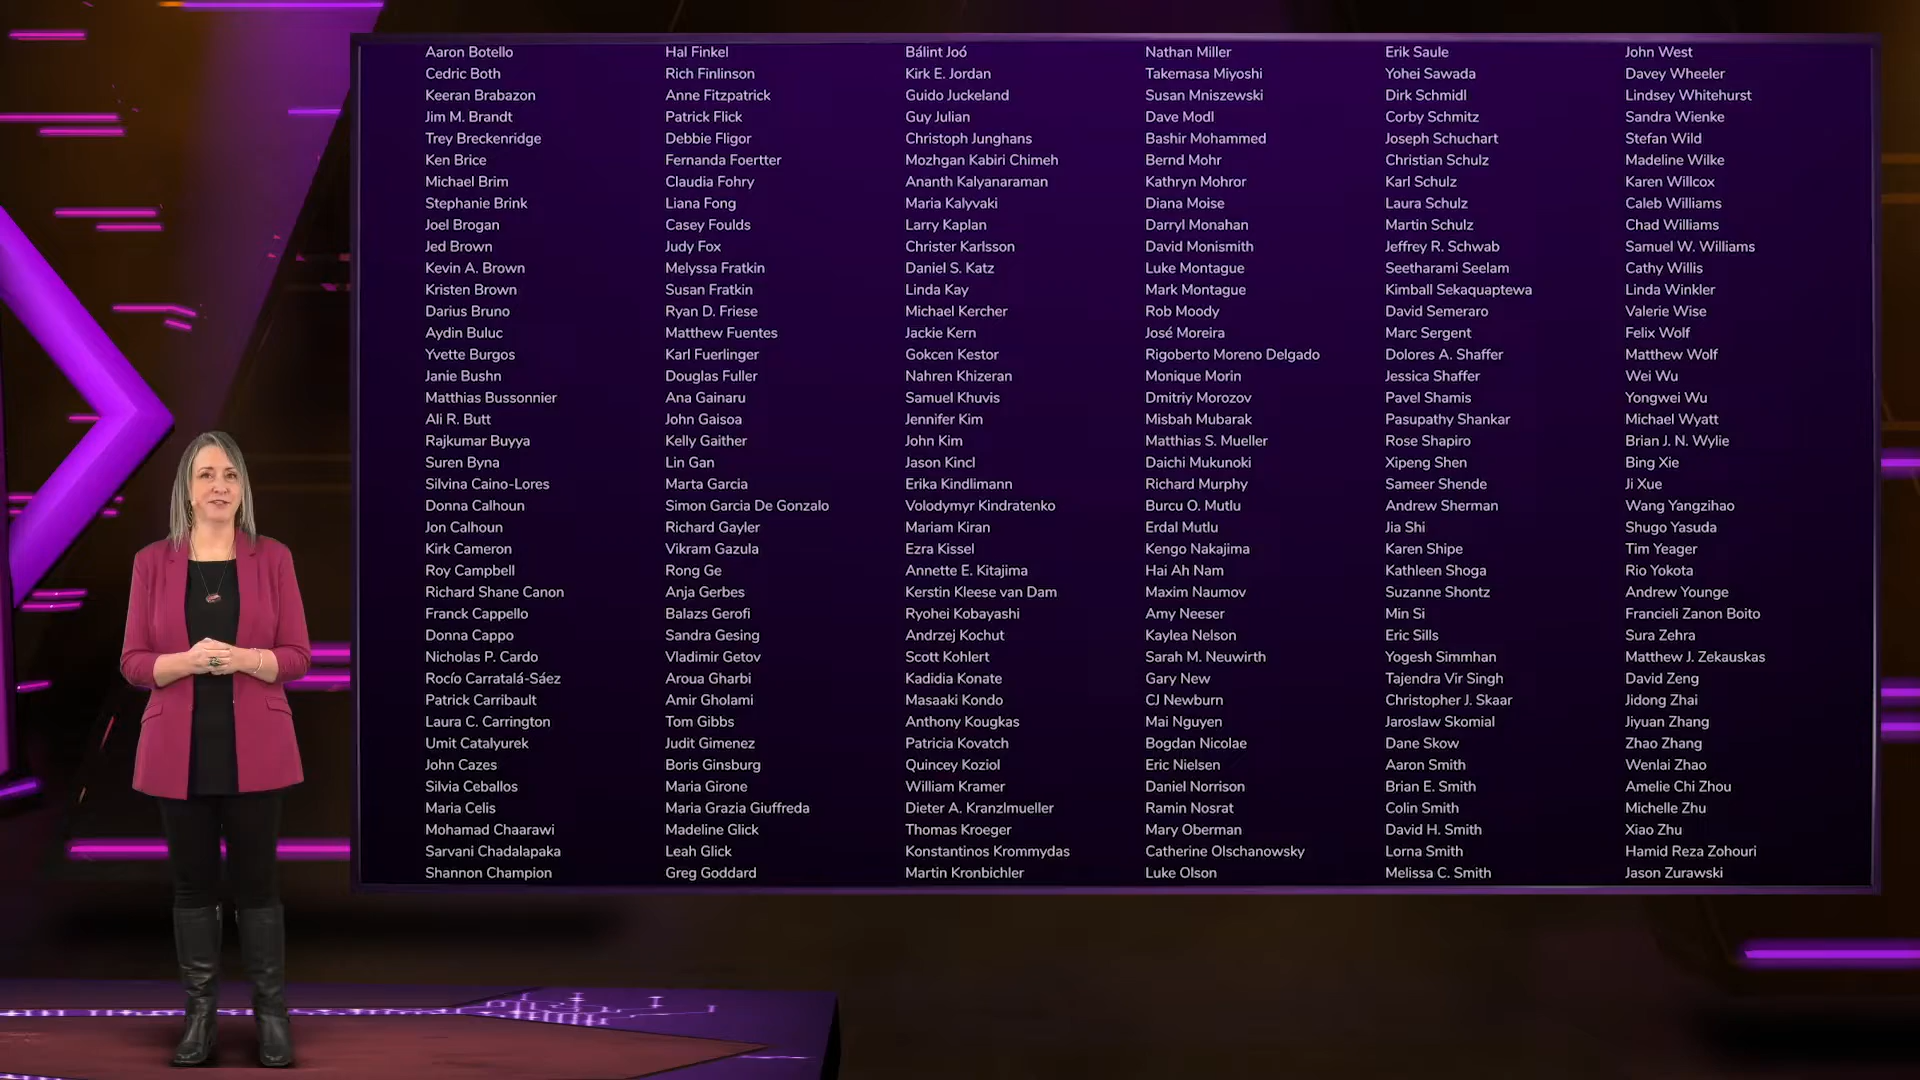 Aaron Botello
Cedric Both
Keeran Brabazon
Jim M. Brandt
Trey Breckenridge
Ken Brice
Michael Brim
Stephanie Brink
Joel Brogan
Jed Brown
Kevin A. Brown
Kristen Brown
Darius Bruno
Aydin Buluc
Yvette Burgos
Janie Bushn
Matthias Bussonnier
Ali R. Butt
Rajkumar Buyya
Suren Byna
Silvina Caino-Lores
Donna Calhoun
Jon Calhoun
Kirk Cameron
Roy Campbell
Richard Shane Canon
Franck Cappello
Donna Cappo
Nicholas P. Cardo
Rocío Carratalá-Sáez
Patrick Carribault
Laura C. Carrington
Umit Catalyurek
John Cazes
Silvia Ceballos
Maria Celis
Mohamad Chaarawi
Sarvani Chadalapaka
Shannon Champion
Hal Finkel
Rich Finlinson
Anne Fitzpatrick
Patrick Flick
Debbie Fligor
Fernanda Foertter
Claudia Fohry
Liana Fong
Casey Foulds
Judy Fox
Melyssa Fratkin
Susan Fratkin
Ryan D. Friese
Matthew Fuentes
Karl Fuerlinger
Douglas Fuller
Ana Gainaru
John Gaisoa
Kelly Gaither
Lin Gan
Marta Garcia
Simon Garcia De Gonzalo
Richard Gayler
Vikram Gazula
Rong Ge
Anja Gerbes
Balazs Gerofi
Sandra Gesing
Vladimir Getov
Aroua Gharbi
Amir Gholami
Tom Gibbs
Judit Gimenez
Boris Ginsburg
Maria Girone
Maria Grazia Giuffreda
Madeline Glick
Leah Glick
Greg Goddard
Bálint Joó
Kirk E. Jordan
Guido Juckeland
Guy Julian
Christoph Junghans
Mozhgan Kabiri Chimeh
Ananth Kalyanaraman
Maria Kalyvaki
Larry Kaplan
Christer Karlsson
Daniel S. Katz
Linda Kay
Michael Kercher
Jackie Kern
Gokcen Kestor
Nahren Khizeran
Samuel Khuvis
Jennifer Kim
John Kim
Jason Kincl
Erika Kindlimann
Volodymyr Kindratenko
Mariam Kiran
Ezra Kissel
Annette E. Kitajima
Kerstin Kleese van Dam
Ryohei Kobayashi
Andrzej Kochut
Scott Kohlert
Kadidia Konate
Masaaki Kondo
Anthony Kougkas
Patricia Kovatch
Quincey Koziol
William Kramer
Dieter A. Kranzlmueller
Thomas Kroeger
Konstantinos Krommydas
Martin Kronbichler
Nathan Miller
Takemasa Miyoshi
Susan Mniszewski
Dave Modl
Bashir Mohammed
Bernd Mohr
Kathryn Mohror
Diana Moise
Darryl Monahan
David Monismith
Luke Montague
Mark Montague
Rob Moody
José Moreira
Rigoberto Moreno Delgado
Monique Morin
Dmitriy Morozov
Misbah Mubarak
Matthias S. Mueller
Daichi Mukunoki
Richard Murphy
Burcu O. Mutlu
Erdal Mutlu
Kengo Nakajima
Hai Ah Nam
Maxim Naumov
Amy Neeser
Kaylea Nelson
Sarah M. Neuwirth
Gary New
CJ Newburn
Mai Nguyen
Bogdan Nicolae
Eric Nielsen
Daniel Norrison
Ramin Nosrat
Mary Oberman
Catherine Olschanowsky
Luke Olson
Erik Saule
Yohei Sawada
Dirk Schmidl
Corby Schmitz
Joseph Schuchart
Christian Schulz
Karl Schulz
Laura Schulz
Martin Schulz
Jeffrey R. Schwab
Seetharami Seelam
Kimball Sekaquaptewa
David Semeraro
Marc Sergent
Dolores A. Shaffer
Jessica Shaffer
Pavel Shamis
Pasupathy Shankar
Rose Shapiro
Xipeng Shen
Sameer Shende
Andrew Sherman
Jia Shi
Karen Shipe
Kathleen Shoga
Suzanne Shontz
Min Si
Eric Sills
Yogesh Simmhan
Tajendra Vir Singh
Christopher J. Skaar
Jaroslaw Skomial
Dane Skow
Aaron Smith
Brian E. Smith
Colin Smith
David H. Smith
Lorna Smith
Melissa C. Smith
John West
Davey Wheeler
Lindsey Whitehurst
Sandra Wienke
Stefan Wild
Madeline Wilke
Karen Willcox
Caleb Williams
Chad Williams
Samuel W. Williams
Cathy Willis
Linda Winkler
Valerie Wise
Felix Wolf
Matthew Wolf
Wei Wu
Yongwei Wu
Michael Wyatt
Brian J. N. Wylie
Bing Xie
Ji Xue
Wang Yangzihao
Shugo Yasuda
Tim Yeager
Rio Yokota
Andrew Younge
Francieli Zanon Boito
Sura Zehra
Matthew J. Zekauskas
David Zeng
Jidong Zhai
Jiyuan Zhang
Zhao Zhang
Wenlai Zhao
Amelie Chi Zhou
Michelle Zhu
Xiao Zhu
Hamid Reza Zohouri
Jason Zurawski